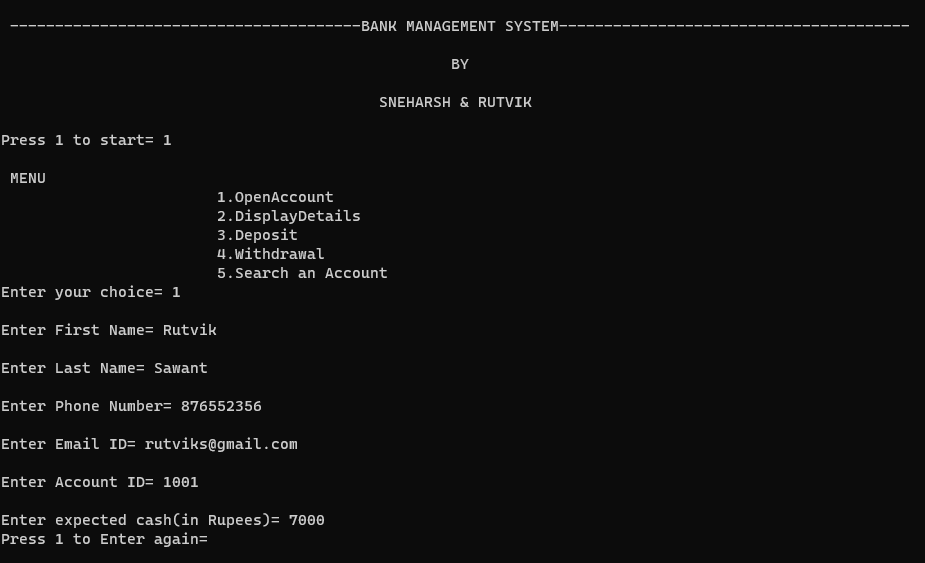 ---------------------------------------BANK MANAGEMENT SYSTEM---------------------------------------
BY
SNEHARSH & RUTVIK
Press 1 to start= 1
MENU
1.OpenAccount
2.DisplayDetails
3.Deposit
4.Withdrawal
5.Search an Account
Enter your choice= 1
Enter First Name= Rutvik
Enter Last Name= Sawant
Enter Phone Number= 876552356
Enter Email ID= rutviks@gmail.com
Enter Account ID= 1001
Enter expected cash(in Rupees)= 7000
Press 1 to Enter again=